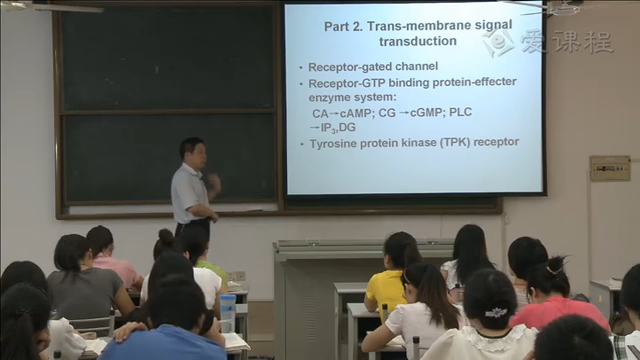 Part 2. Trans-membrane signal
transduction
• Receptor-gated channel
• Receptor-GTP binding protein-effecter
enzyme system:
CA→cAMP; CG →cGMP; PLC
→IP₃,DG
• Tyrosine protein kinase (TPK) receptor
爱课程